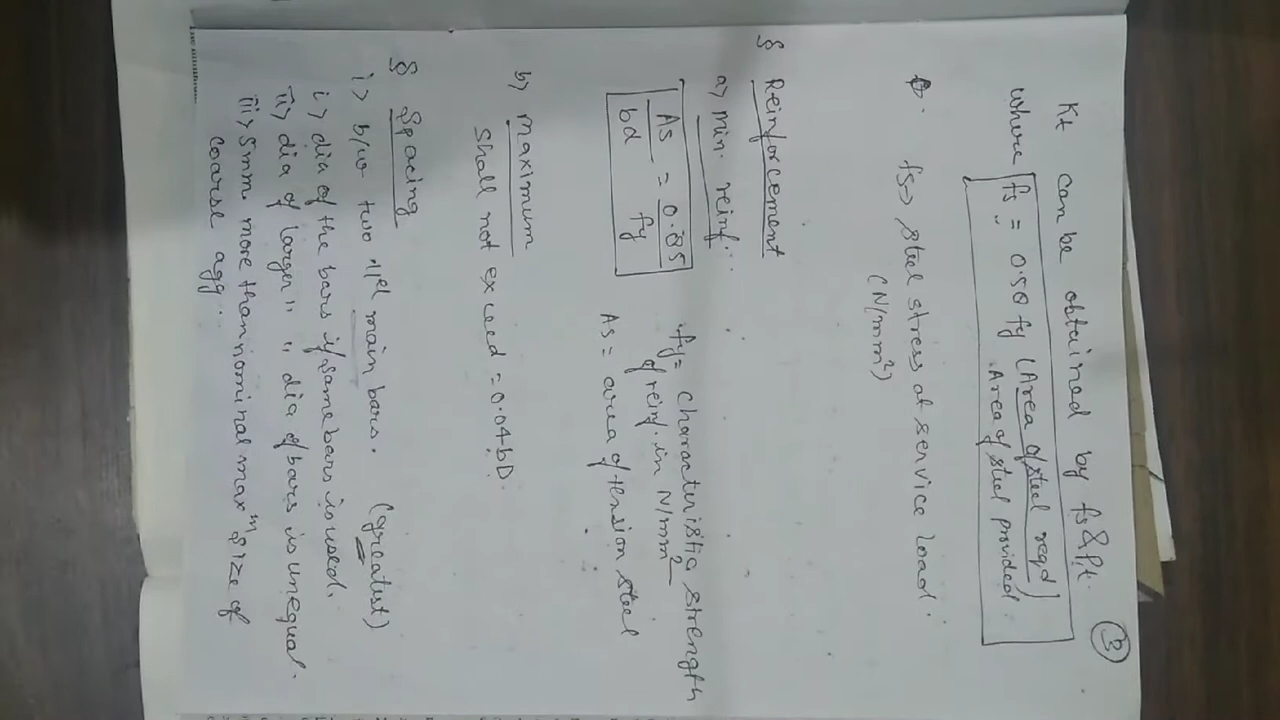 ③
Kt can be obtained by fs & Pt.
where fs = 0.58 fy (Area of steel reqd / Area of steel provided)
fs > steel stress at service load.
(N/mm²)
§ Reinforcement
a> min. reinf.:
As/bd = 0.85/fy
fy = characteristic strength
of reinf. in N/mm²
As = area of tension steel
b> maximum
shall not exceed = 0.04bD.
§ Spacing
i> b/w two 11el main bars. (greatest)
i> dia of the bars if same bars is used.
ii> dia of larger " " dia of bars is unequal.
iii> 5mm more than nominal maxm size of
coarse agg.